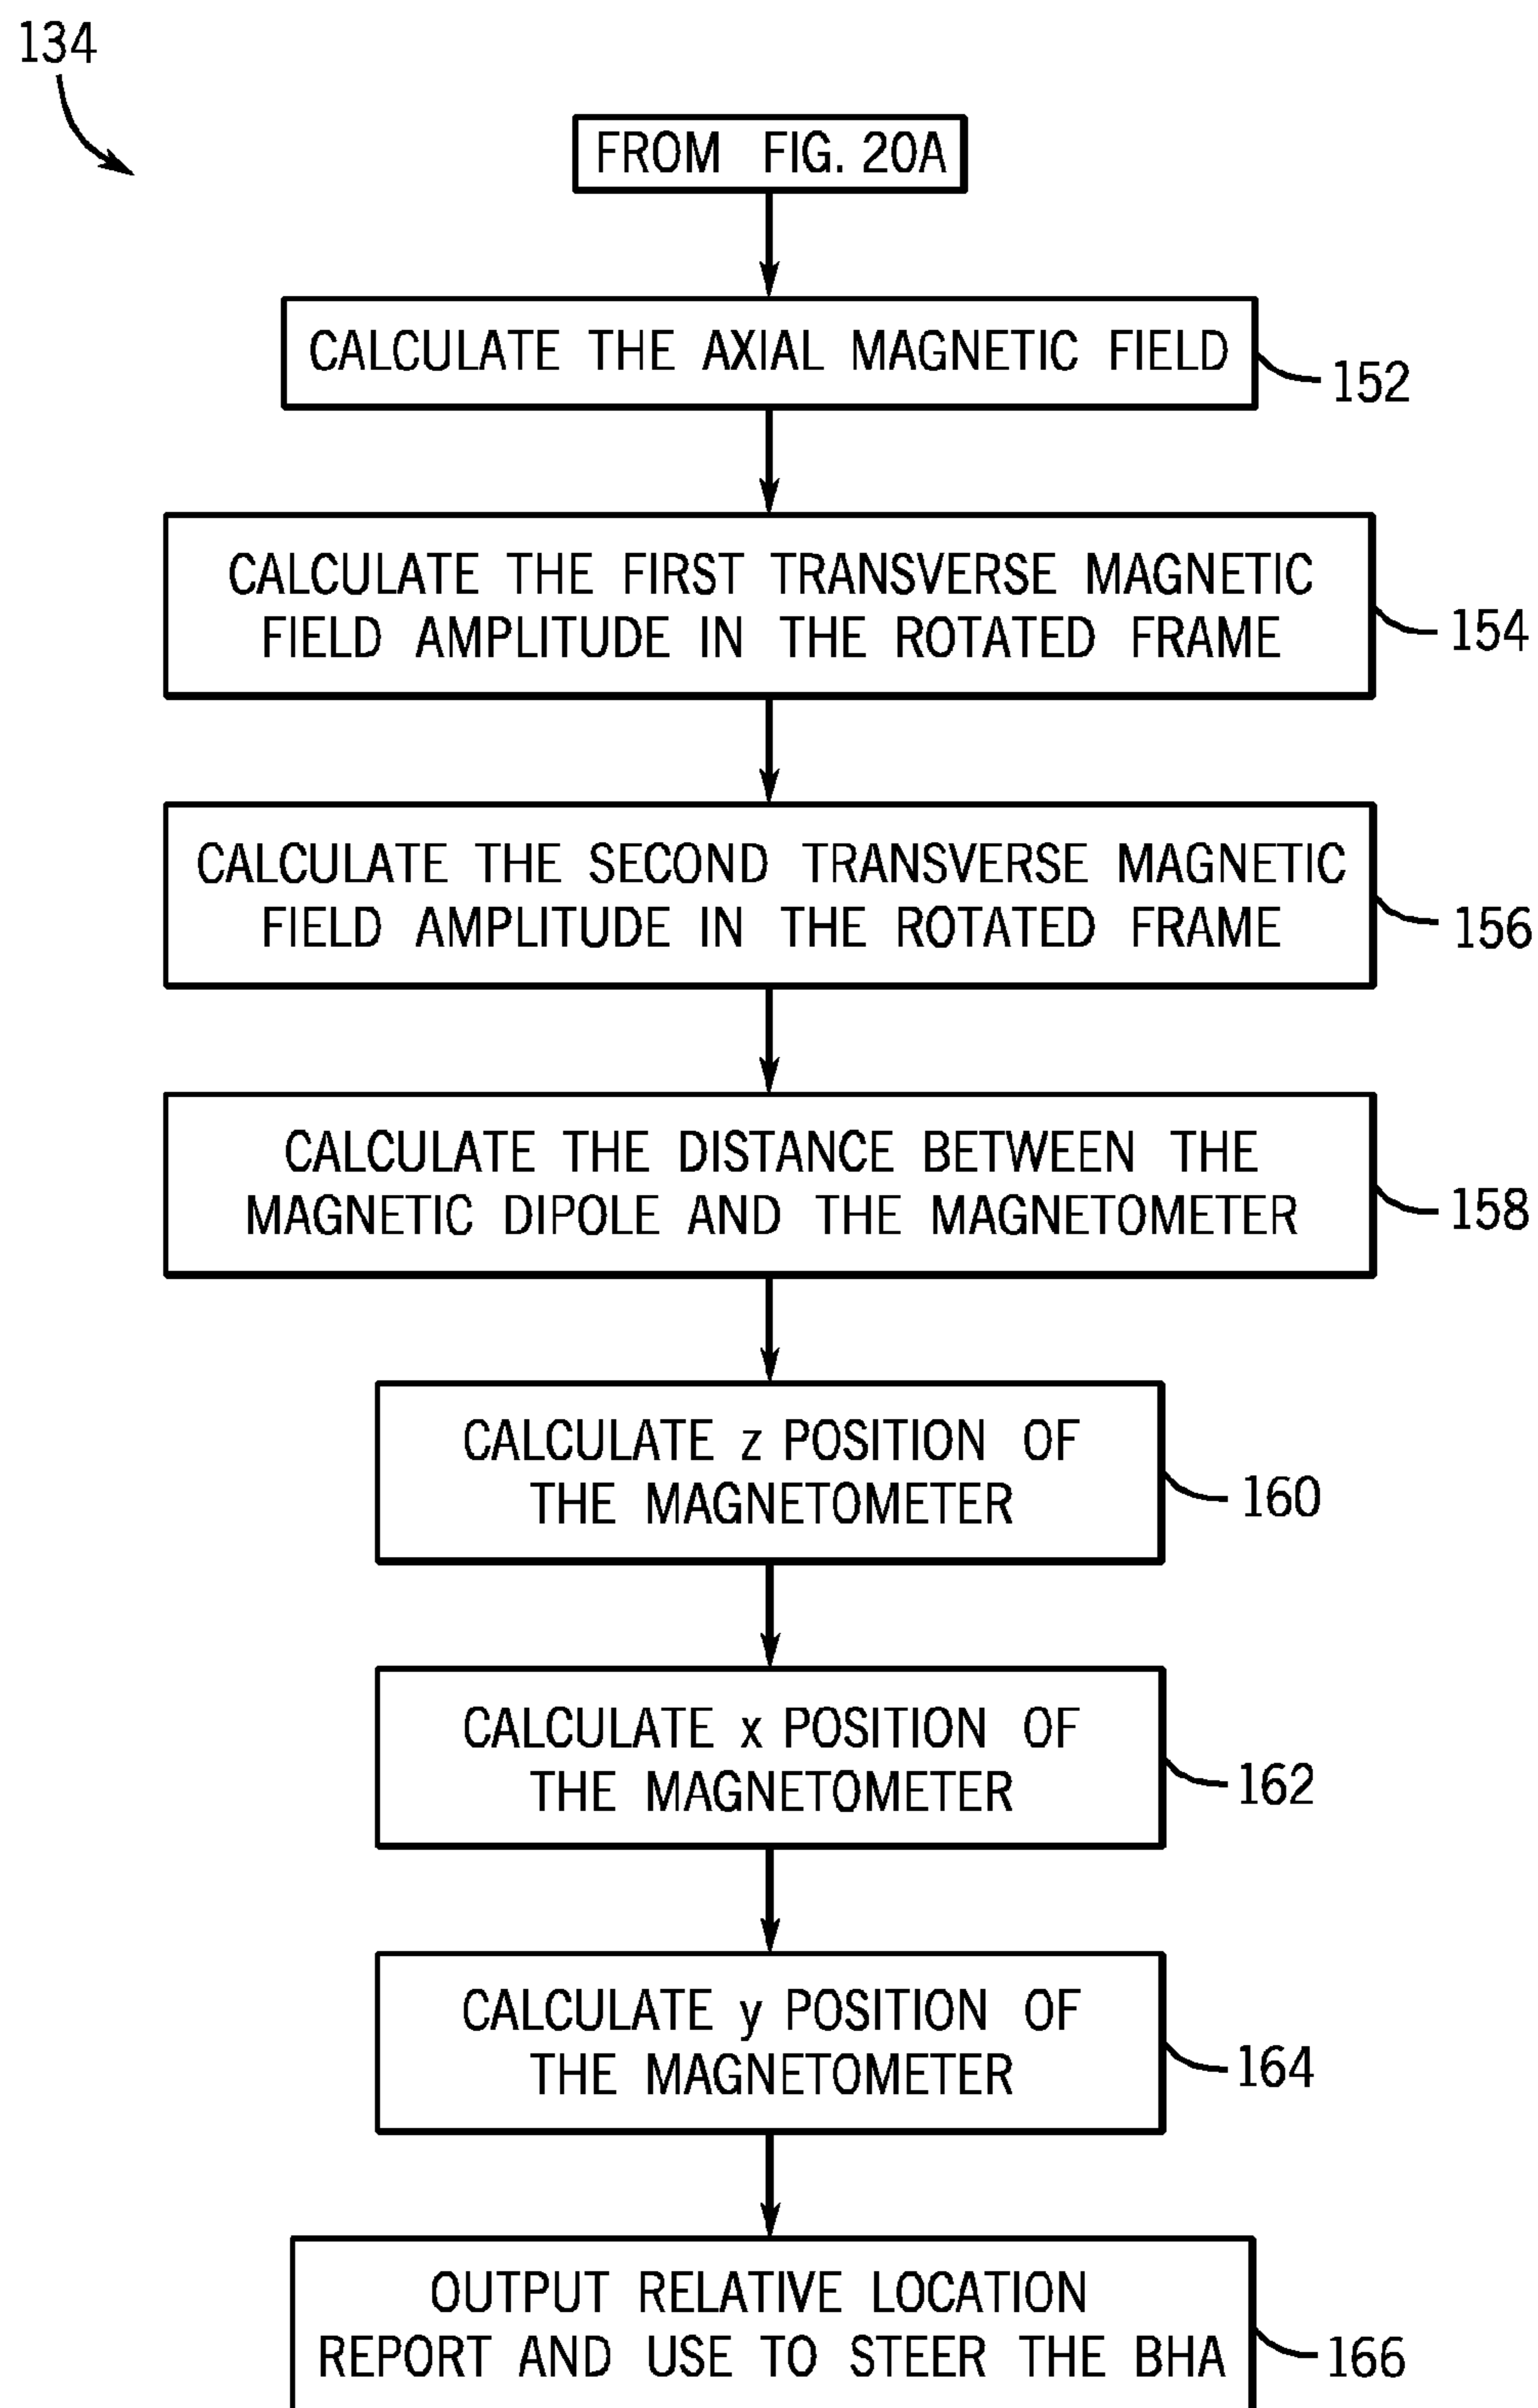 134
FROM FIG. 20A
CALCULATE THE AXIAL MAGNETIC FIELD
152
CALCULATE THE FIRST TRANSVERSE MAGNETIC
FIELD AMPLITUDE IN THE ROTATED FRAME
154
CALCULATE THE SECOND TRANSVERSE MAGNETIC
FIELD AMPLITUDE IN THE ROTATED FRAME
156
CALCULATE THE DISTANCE BETWEEN THE
MAGNETIC DIPOLE AND THE MAGNETOMETER
158
CALCULATE z POSITION OF
THE MAGNETOMETER
160
CALCULATE x POSITION OF
THE MAGNETOMETER
162
CALCULATE y POSITION OF
THE MAGNETOMETER
164
OUTPUT RELATIVE LOCATION
REPORT AND USE TO STEER THE BHA
166